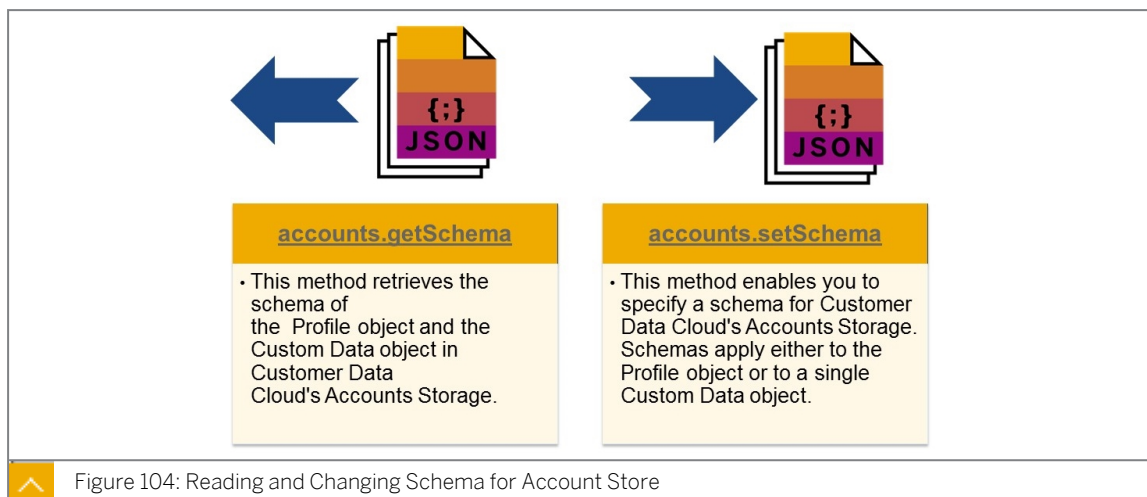 {;}
JSON
{;}
JSON
accounts.getSchema
• This method retrieves the
schema of
the Profile object and the
Custom Data object in
Customer Data
Cloud's Accounts Storage.
accounts.setSchema
• This method enables you to
specify a schema for Customer
Data Cloud's Accounts Storage.
Schemas apply either to the
Profile object or to a single
Custom Data object.
Figure 104: Reading and Changing Schema for Account Store